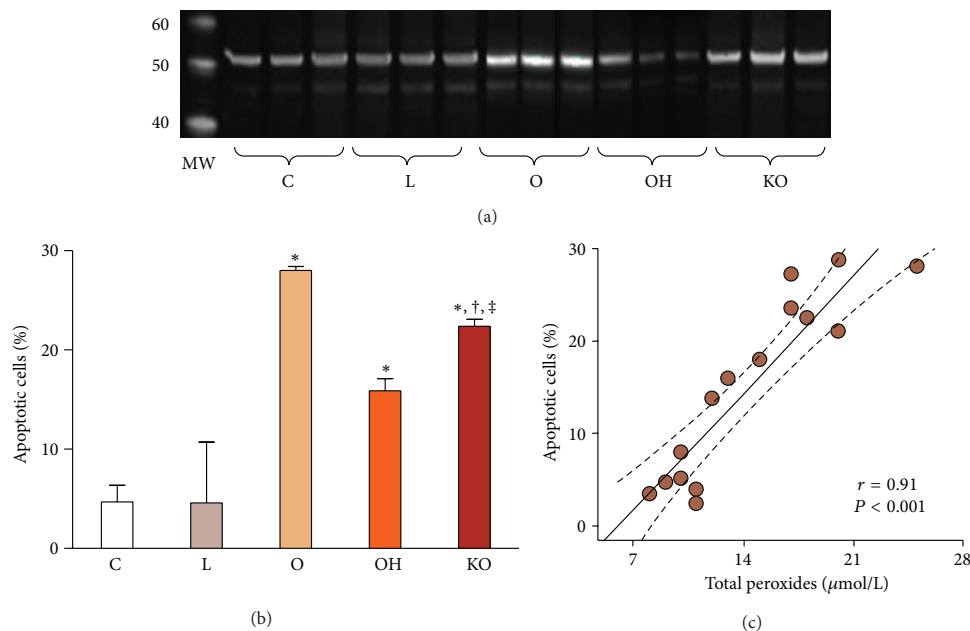 60
50
40
MW
C
L
O
OH
KO
(a)
30
20
10
0
Apoptotic cells (%)
*
*
*, †, ‡
C
L
O
OH
KO
(b)
30
20
10
0
Apoptotic cells (%)
r = 0.91
P < 0.001
7
14
21
28
Total peroxides (μmol/L)
(c)